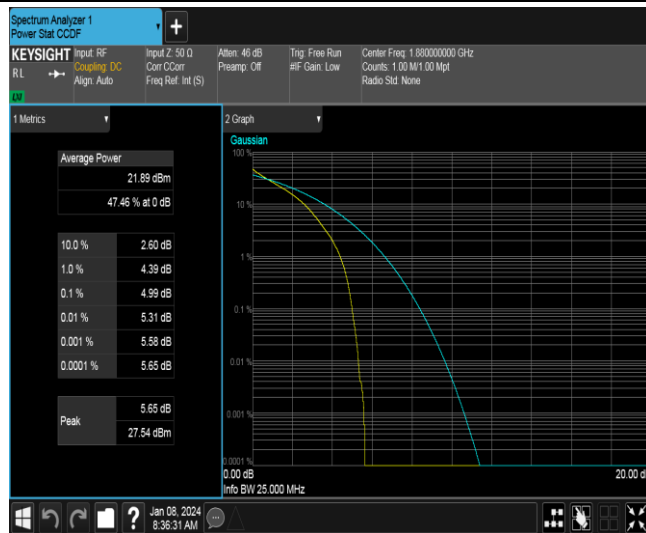 Spectrum Analyzer 1
Power Stat CCDF
+
KEYSIGHT
RL
LXI
Input: RF
Coupling: DC
Align: Auto
Input Z: 50 Ω
Corr CCorr
Freq Ref: Int (S)
Atten: 46 dB
Preamp: Off
Trig: Free Run
#IF Gain: Low
Center Freq: 1.880000000 GHz
Counts: 1.00 M/1.00 Mpt
Radio Std: None
1 Metrics
Average Power
21.89 dBm
47.46 % at 0 dB
10.0 % 2.60 dB
1.0 % 4.39 dB
0.1 % 4.99 dB
0.01 % 5.31 dB
0.001 % 5.58 dB
0.0001 % 5.65 dB
Peak
5.65 dB
27.54 dBm
2 Graph
Gaussian
100 %
10 %
1 %
0.1 %
0.01 %
0.001 %
0.0001 %
0.00 dB
20.00 d
Info BW 25.000 MHz
?
Jan 08, 2024
8:36:31 AM